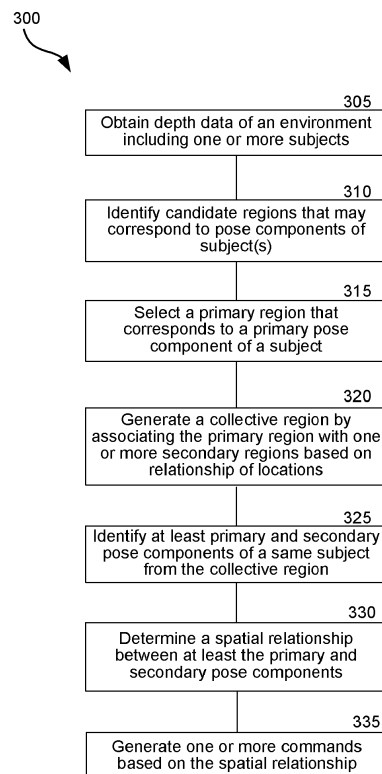 300
305
Obtain depth data of an environment
including one or more subjects
310
Identify candidate regions that may
correspond to pose components of
subject(s)
315
Select a primary region that
corresponds to a primary pose
component of a subject
320
Generate a collective region by
associating the primary region with one
or more secondary regions based on
relationship of locations
325
Identify at least primary and secondary
pose components of a same subject
from the collective region
330
Determine a spatial relationship
between at least the primary and
secondary pose components
335
Generate one or more commands
based on the spatial relationship